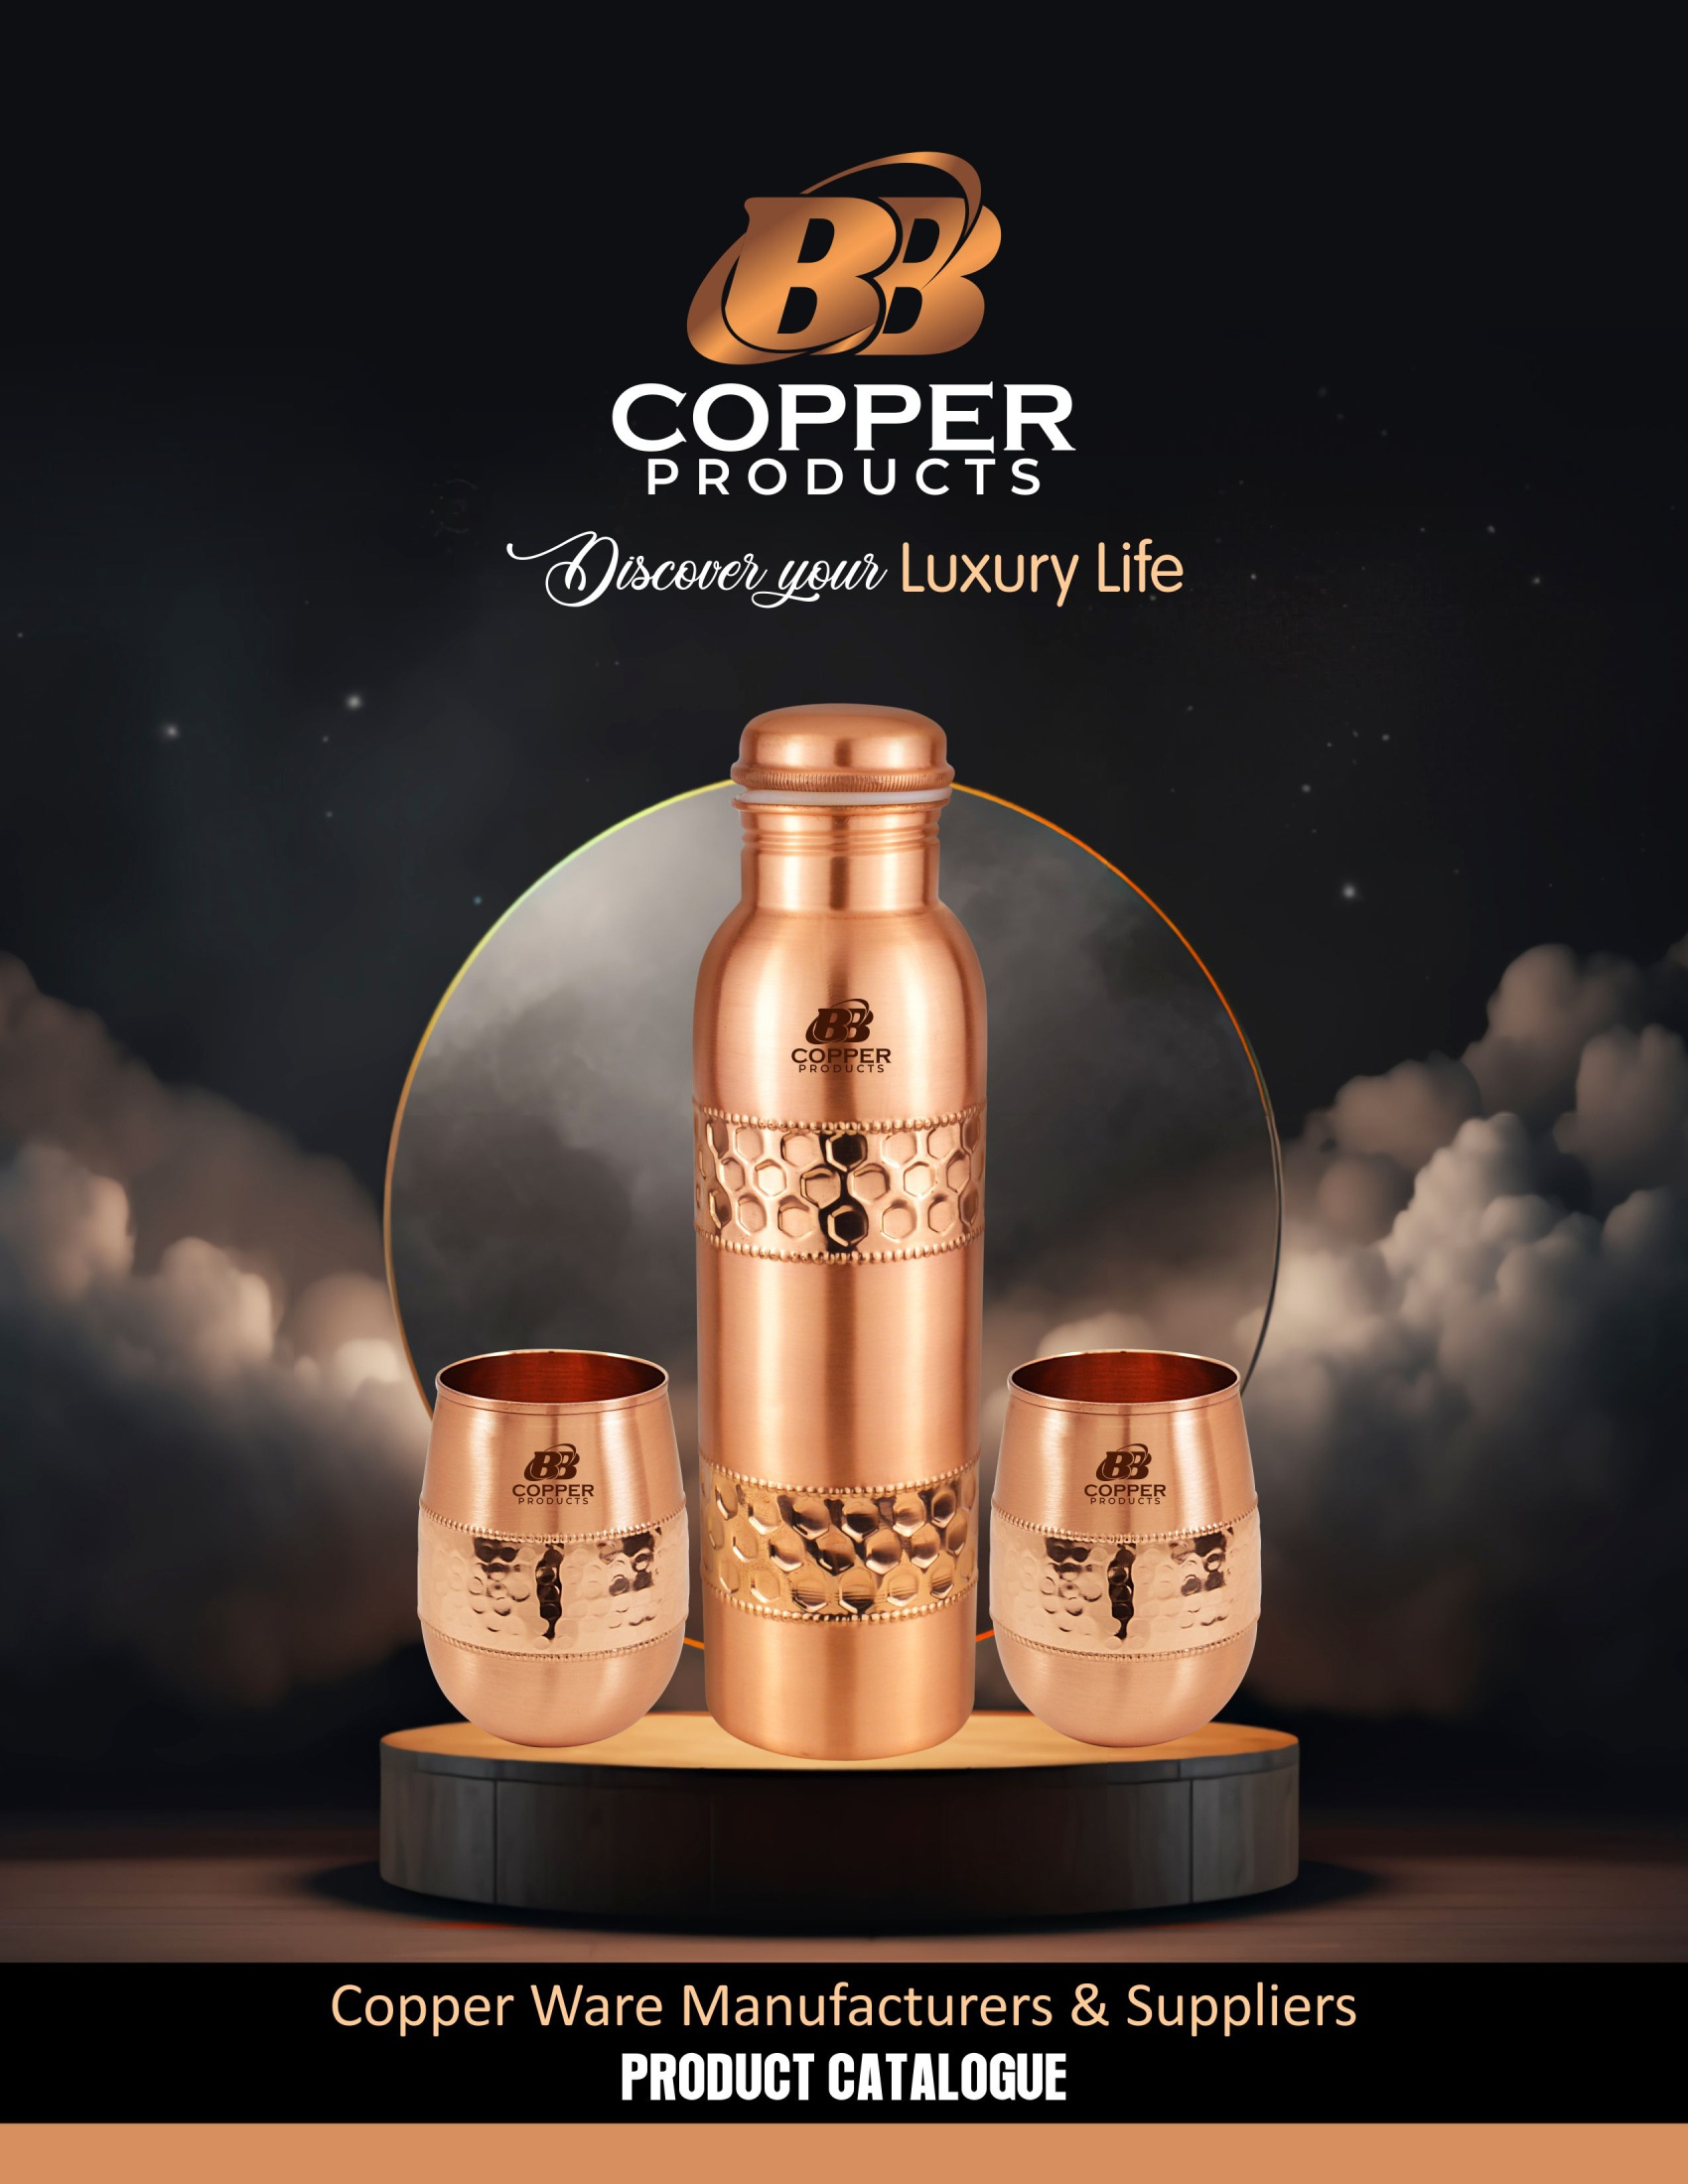 BB
COPPER
PRODUCTS
Discover your Luxury Life
BB
COPPER
PRODUCTS
BB
COPPER
PRODUCTS
BB
COPPER
PRODUCTS
Copper Ware Manufacturers & Suppliers
PRODUCT CATALOGUE